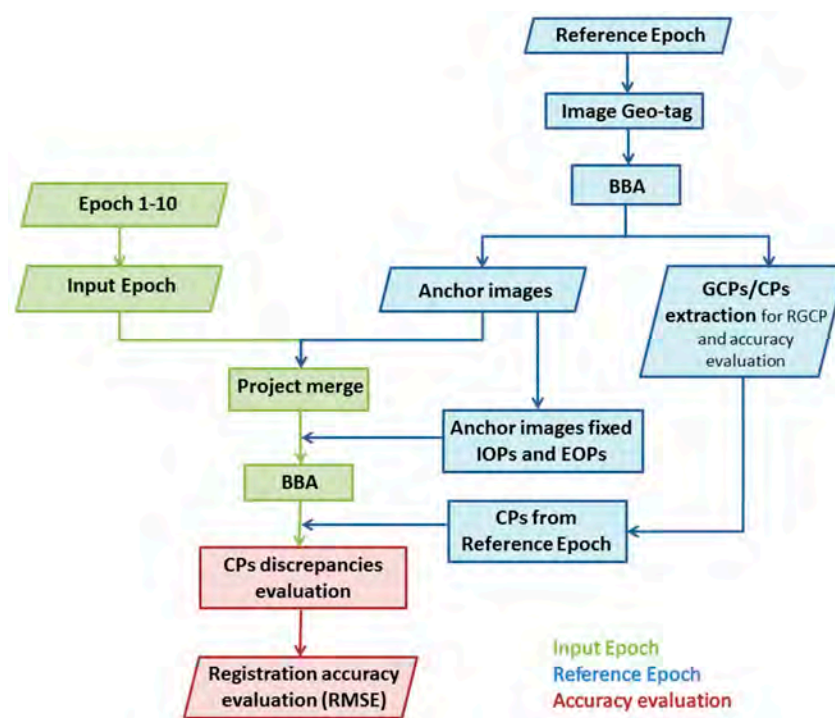 Reference Epoch
Image Geo-tag
BBA
Epoch 1-10
Input Epoch
Anchor images
GCPs/CPs
extraction for RGCP
and accuracy
evaluation
Project merge
Anchor images fixed
IOPs and EOPs
BBA
CPs from
Reference Epoch
CPs discrepancies
evaluation
Registration accuracy
evaluation (RMSE)
Input Epoch
Reference Epoch
Accuracy evaluation